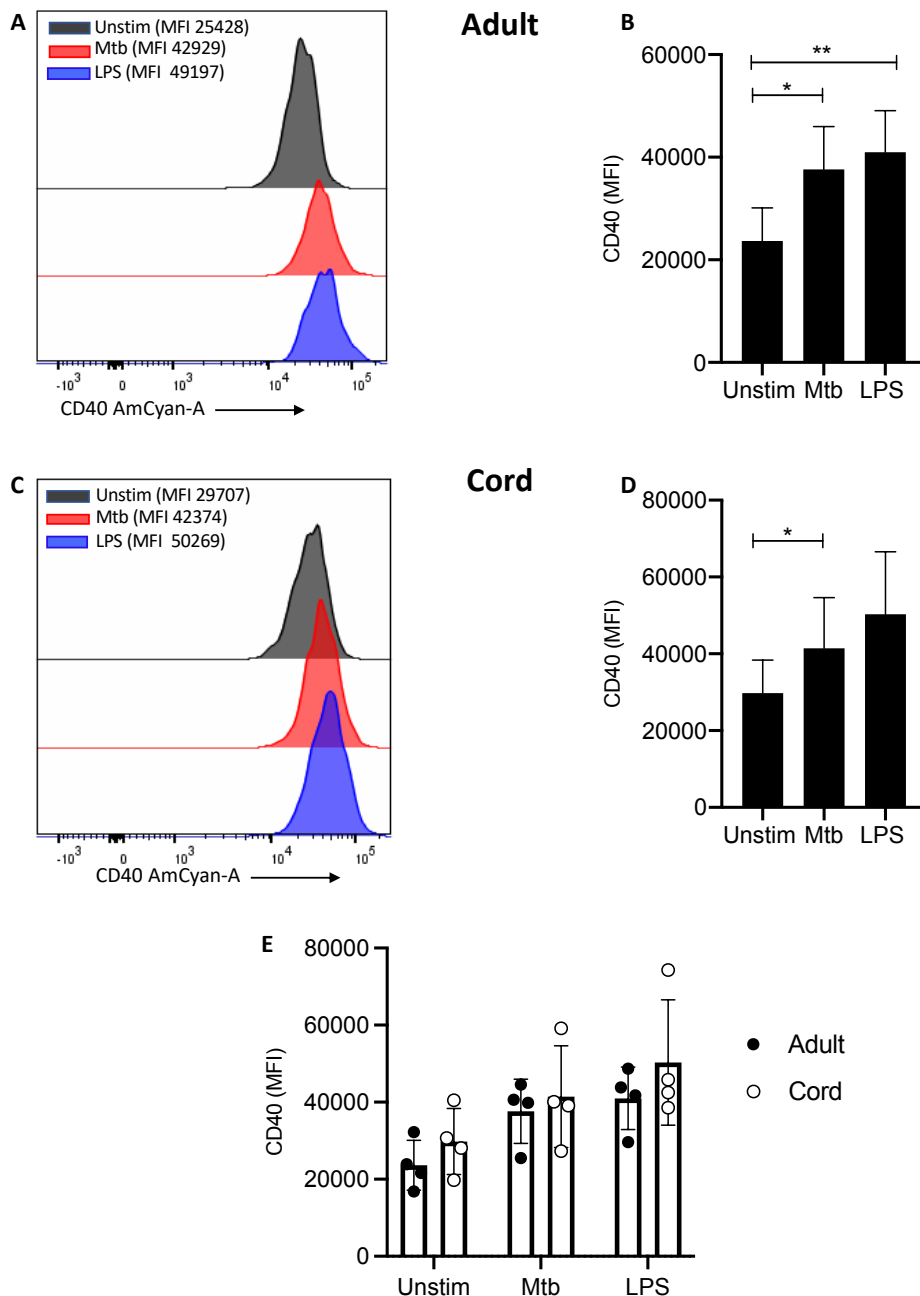 A
Adult
B
Unstim (MFI 25428)
Mtb (MFI 42929)
LPS (MFI 49197)
-10³ 0 10³ 10⁴ 10⁵
CD40 AmCyan-A
60000
40000
20000
0
CD40 (MFI)
*
**
Unstim Mtb LPS
C
Cord
D
Unstim (MFI 29707)
Mtb (MFI 42374)
LPS (MFI 50269)
-10³ 0 10³ 10⁴ 10⁵
CD40 AmCyan-A
80000
60000
40000
20000
0
CD40 (MFI)
*
Unstim Mtb LPS
E
80000
60000
40000
20000
0
CD40 (MFI)
Unstim Mtb LPS
Adult
Cord